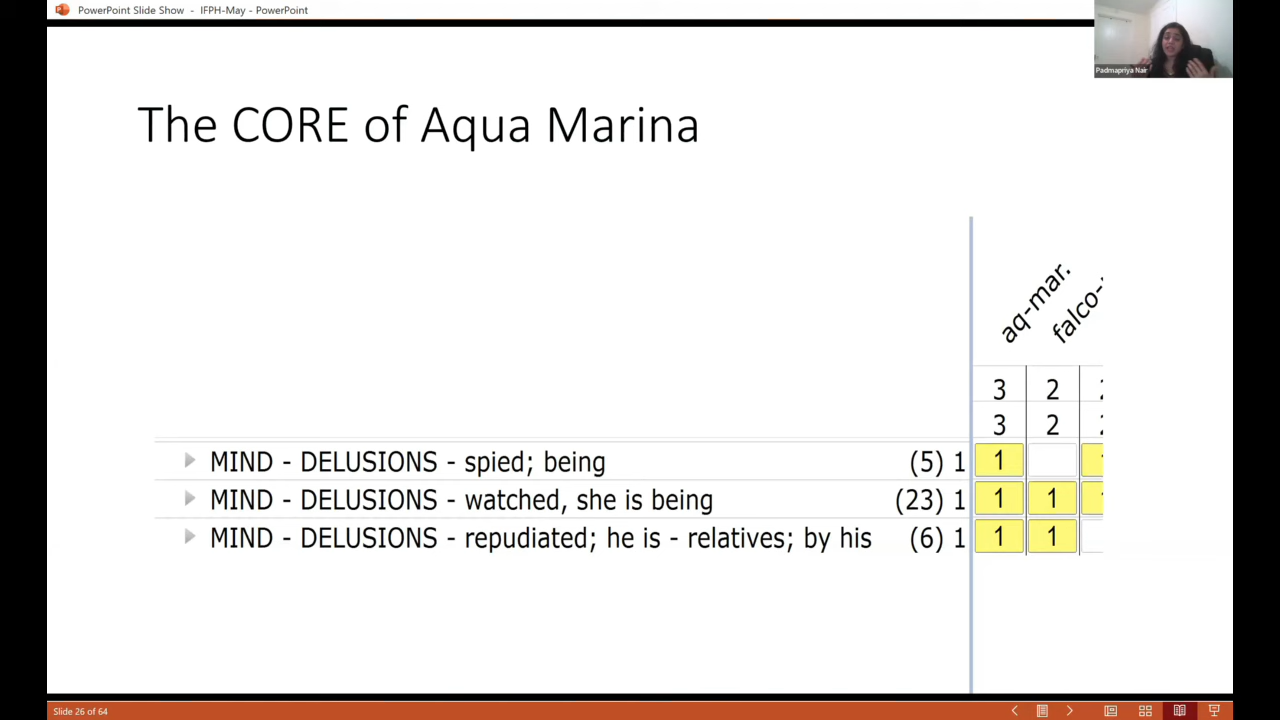 PowerPoint Slide Show - IFPH-May - PowerPoint
Padmapriya Nair
The CORE of Aqua Marina
aq-mar. falco-
3 2
3 2
MIND - DELUSIONS - spied; being (5) 1 1
MIND - DELUSIONS - watched, she is being (23) 1 1 1
MIND - DELUSIONS - repudiated; he is - relatives; by his (6) 1 1 1
Slide 26 of 64